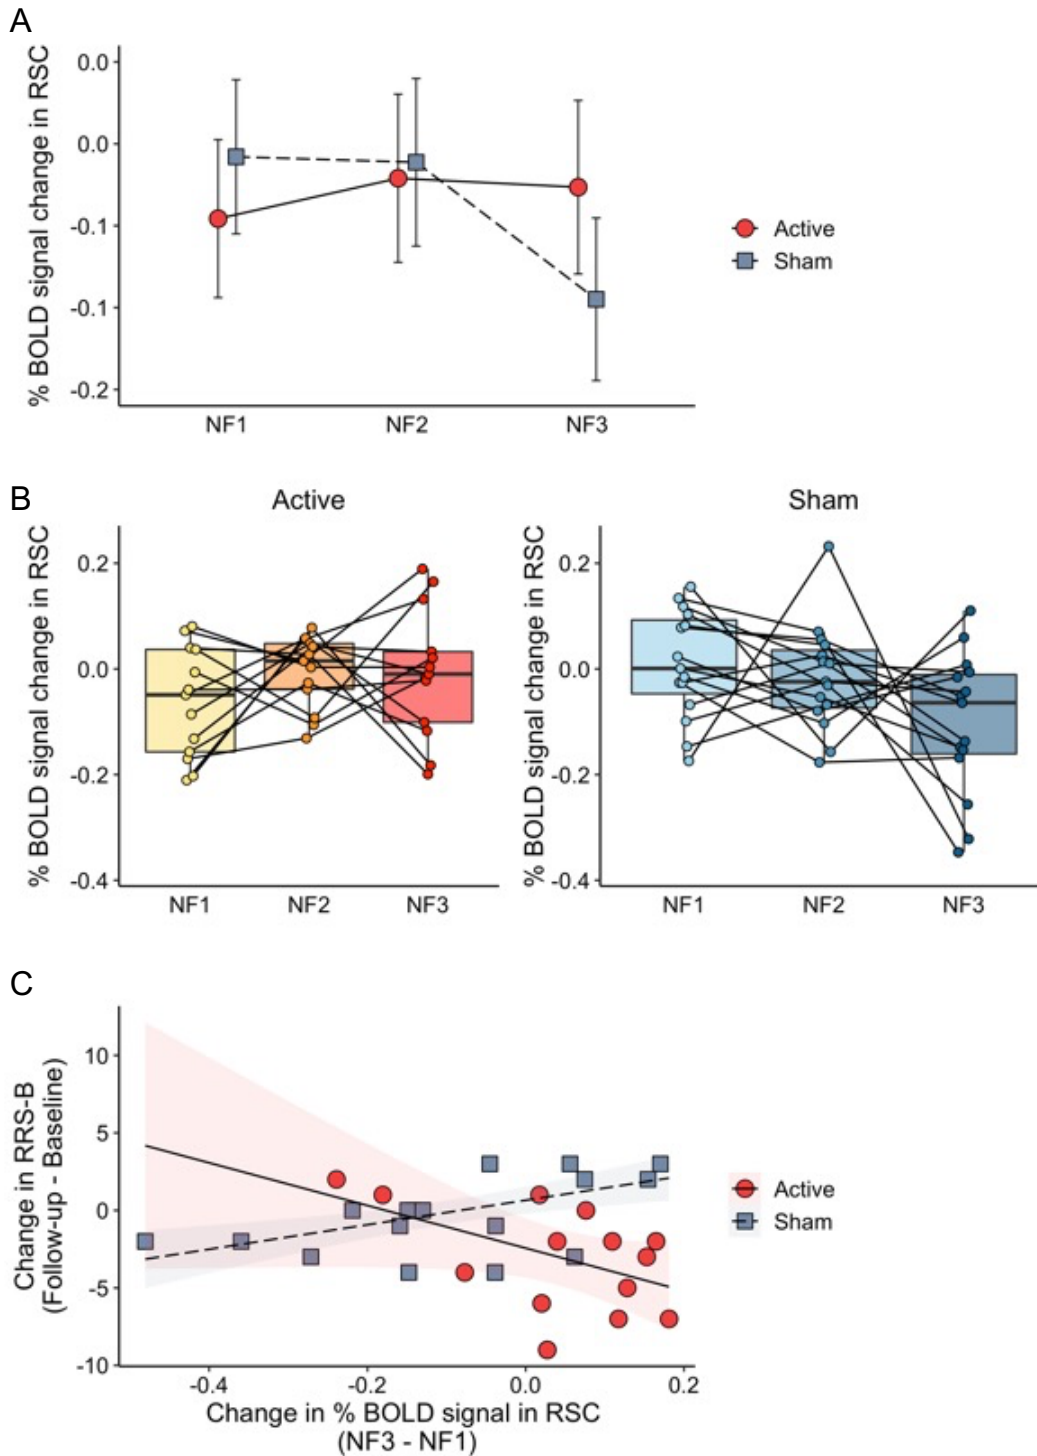 A
% BOLD signal change in RSC
0.0
0.0
-0.1
-0.1
-0.2
NF1 NF2 NF3
Active
Sham
B
Active
% BOLD signal change in RSC
0.2
0.0
-0.2
-0.4
NF1 NF2 NF3
Sham
% BOLD signal change in RSC
0.2
0.0
-0.2
-0.4
NF1 NF2 NF3
C
Change in RRS-B
(Follow-up - Baseline)
10
5
0
-5
-10
-0.4 -0.2 0.0 0.2
Change in % BOLD signal in RSC
(NF3 - NF1)
Active
Sham